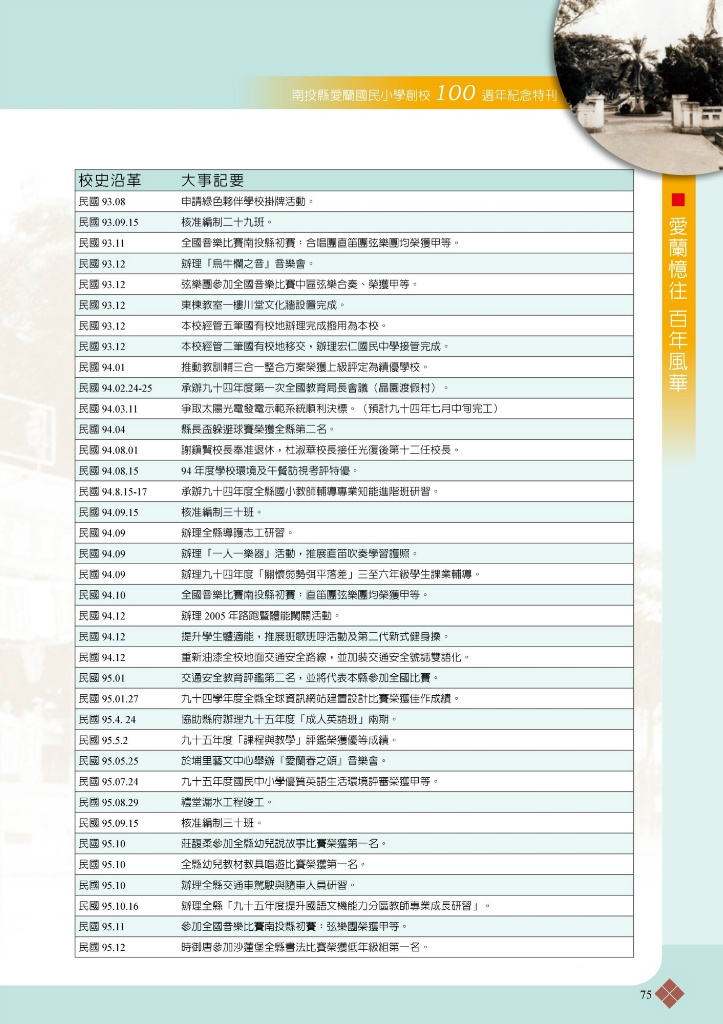 南投縣愛蘭國民小學創校 100 週年紀念特刊
愛蘭憶往 百年風華
校史沿革 大事記要
民國 93.08 申請綠色夥伴學校掛牌活動。
民國 93.09.15 核准編制二十九班。
民國 93.11 全國音樂比賽南投縣初賽：合唱團直笛團弦樂團均榮獲甲等。
民國 93.12 辦理「烏牛欄之音」音樂會。
民國 93.12 弦樂團參加全國音樂比賽中區弦樂合奏、榮獲甲等。
民國 93.12 東棟教室一樓川堂文化牆設置完成。
民國 93.12 本校經管五筆國有校地辦理完成撥用為本校。
民國 93.12 本校經管二筆國有校地移交，辦理宏仁國民中學接管完成。
民國 94.01 推動教訓輔三合一整合方案榮獲上級評定為績優學校。
民國 94.02.24-25 承辦九十四年度第一次全國教育局長會議（晶園渡假村）。
民國 94.03.11 爭取太陽光電發電示範系統順利決標。（預計九十四年七月中旬完工）
民國 94.04 縣長盃躲避球賽榮獲全縣第二名。
民國 94.08.01 謝鎮賢校長奉准退休，杜淑華校長接任光復後第十二任校長。
民國 94.08.15 94 年度學校環境及午餐訪視考評特優。
民國 94.8.15-17 承辦九十四年度全縣國小教師輔導專業知能進階班研習。
民國 94.09.15 核准編制三十班。
民國 94.09 辦理全縣導護志工研習。
民國 94.09 辦理『一人一樂器』活動，推展直笛吹奏學習護照。
民國 94.09 辦理九十四年度「關懷弱勢弭平落差」三至六年級學生課業輔導。
民國 94.10 全國音樂比賽南投縣初賽：直笛團弦樂團均榮獲甲等。
民國 94.12 辦理 2005 年路跑暨體能闖關活動。
民國 94.12 提升學生體適能，推展班歌班呼活動及第二代新式健身操。
民國 94.12 重新油漆全校地面交通安全路線，並加裝交通安全號誌雙語化。
民國 95.01 交通安全教育評鑑第二名，並將代表本縣參加全國比賽。
民國 95.01.27 九十四學年度全縣全球資訊網站建置設計比賽榮獲佳作成績。
民國 95.4. 24 協助縣府辦理九十五年度「成人英語班」兩期。
民國 95.5.2 九十五年度「課程與教學」評鑑榮獲優等成績。
民國 95.05.25 於埔里藝文中心舉辦「愛蘭春之頌」音樂會。
民國 95.07.24 九十五年度國民中小學優質英語生活環境評審榮獲甲等。
民國 95.08.29 禮堂漏水工程竣工。
民國 95.09.15 核准編制三十班。
民國 95.10 莊馥柔參加全縣幼兒說故事比賽榮獲第一名。
民國 95.10 全縣幼兒教材教具唱遊比賽榮獲第一名。
民國 95.10 辦理全縣交通車駕駛與隨車人員研習。
民國 95.10.16 辦理全縣「九十五年度提升國語文機能力分區教師專業成長研習」。
民國 95.11 參加全國音樂比賽南投縣初賽：弦樂團榮獲甲等。
民國 95.12 時御唐參加沙蓮堡全縣書法比賽榮獲低年級組第一名。
75